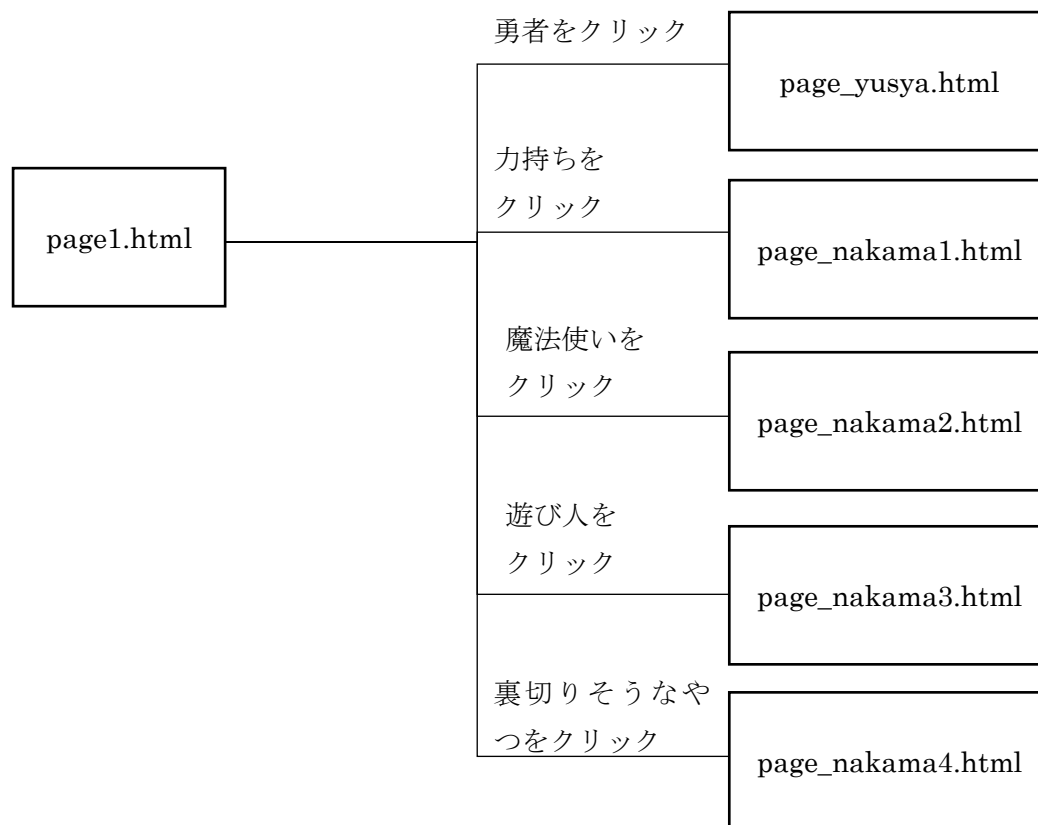 勇者をクリック
page_yusya.html
力持ちを
クリック
page1.html
page_nakama1.html
魔法使いを
クリック
page_nakama2.html
遊び人を
クリック
page_nakama3.html
裏切りそうなや
つをクリック
page_nakama4.html